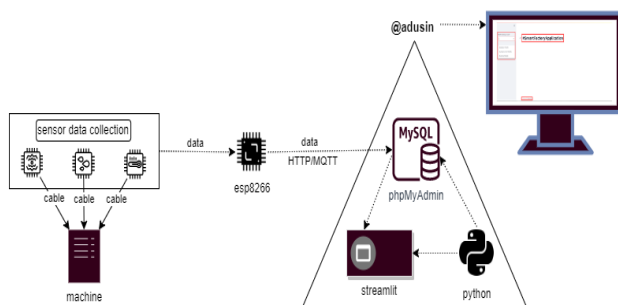 @adusin
sensor data collection
data
data
HTTP/MQTT
esp8266
MySQL
phpMyAdmin
cable
cable
cable
machine
streamlit
python